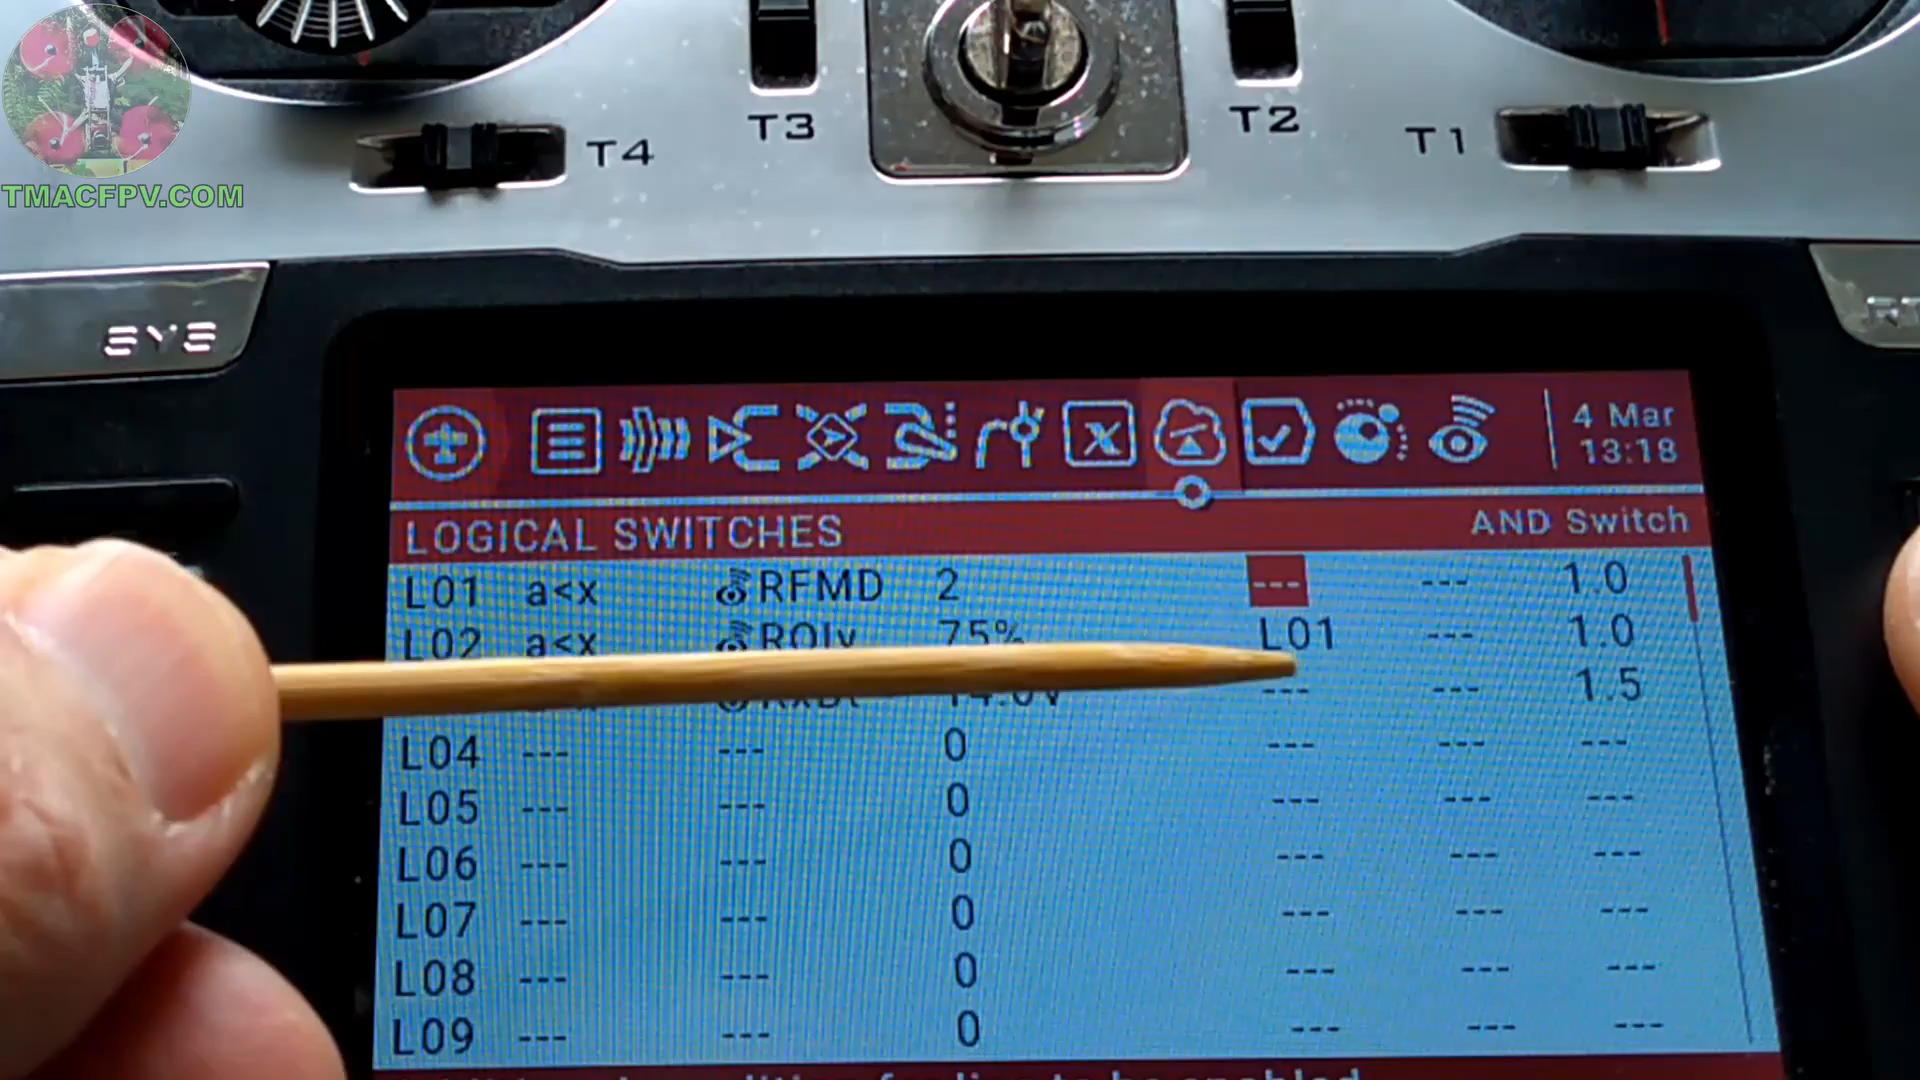 TMACFPV.COM
T4
T3
T2
T1
SYS
4 Mar
13:18
LOGICAL SWITCHES
AND Switch
L01 a<x RFMD 2 --- --- 1.0
L02 a<x RQly 75% L01 --- 1.0
--- --- 1.5
L04 --- --- 0 --- --- ---
L05 --- --- 0 --- --- ---
L06 --- --- 0 --- --- ---
L07 --- --- 0 --- --- ---
L08 --- --- 0 --- --- ---
L09 --- --- 0 --- --- ---